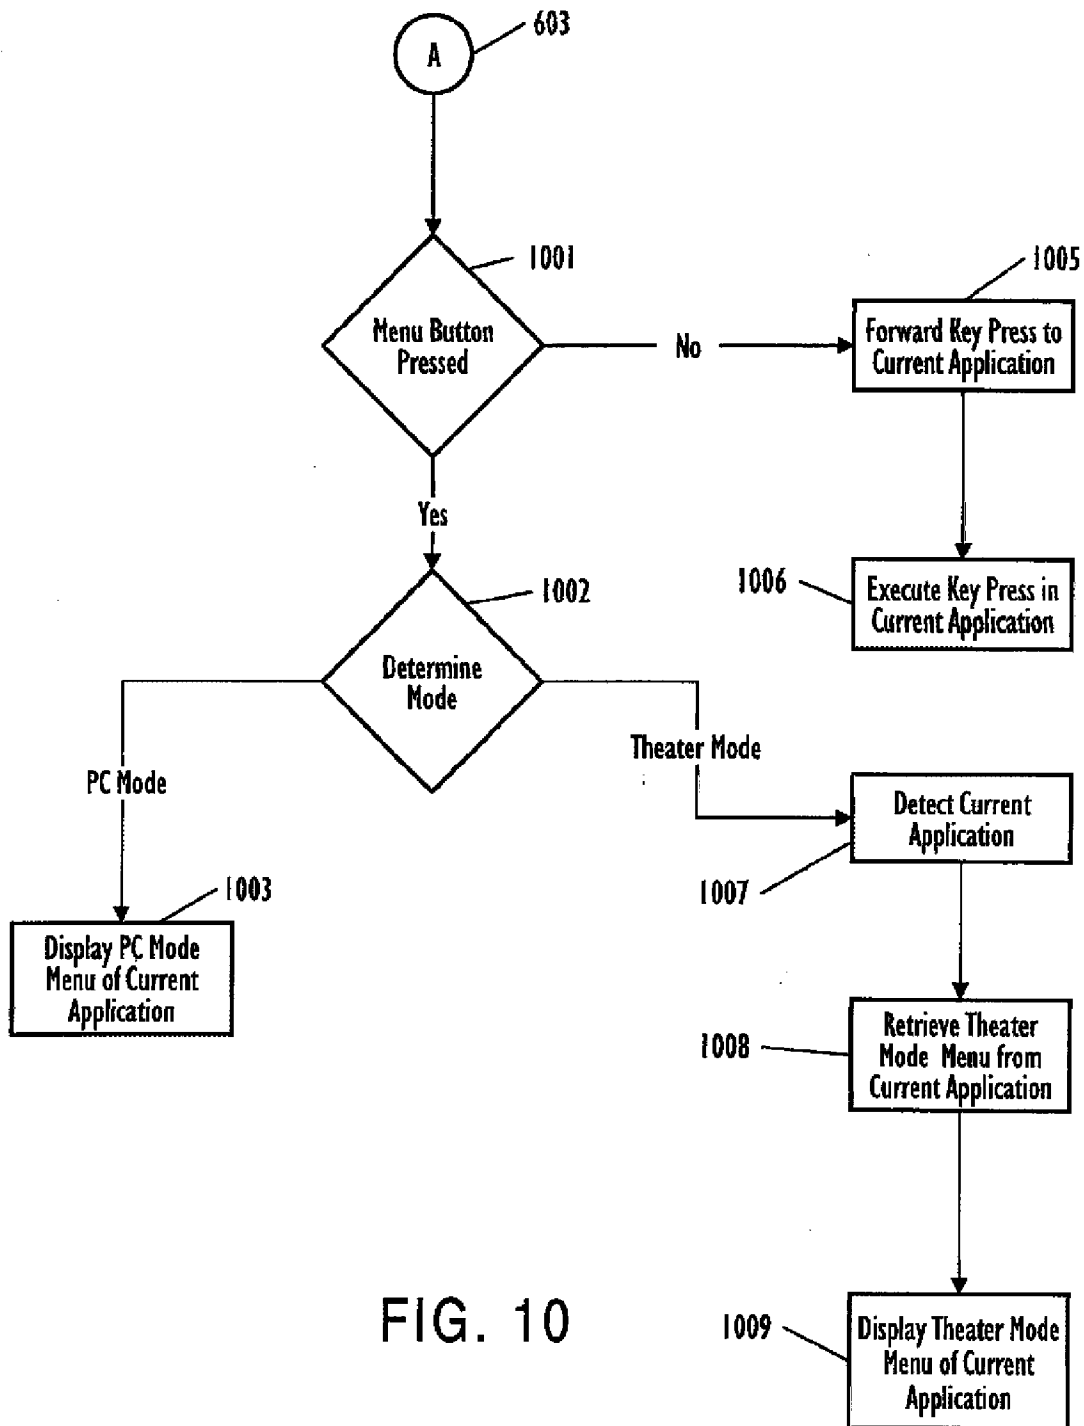 603
A
1001
Menu Button
Pressed
No
1005
Forward Key Press to
Current Application
Yes
1006
Execute Key Press in
Current Application
1002
Determine
Mode
PC Mode
Theater Mode
Detect Current
Application
1007
1003
Display PC Mode
Menu of Current
Application
1008
Retrieve Theater
Mode Menu from
Current Application
FIG. 10
1009
Display Theater Mode
Menu of Current
Application